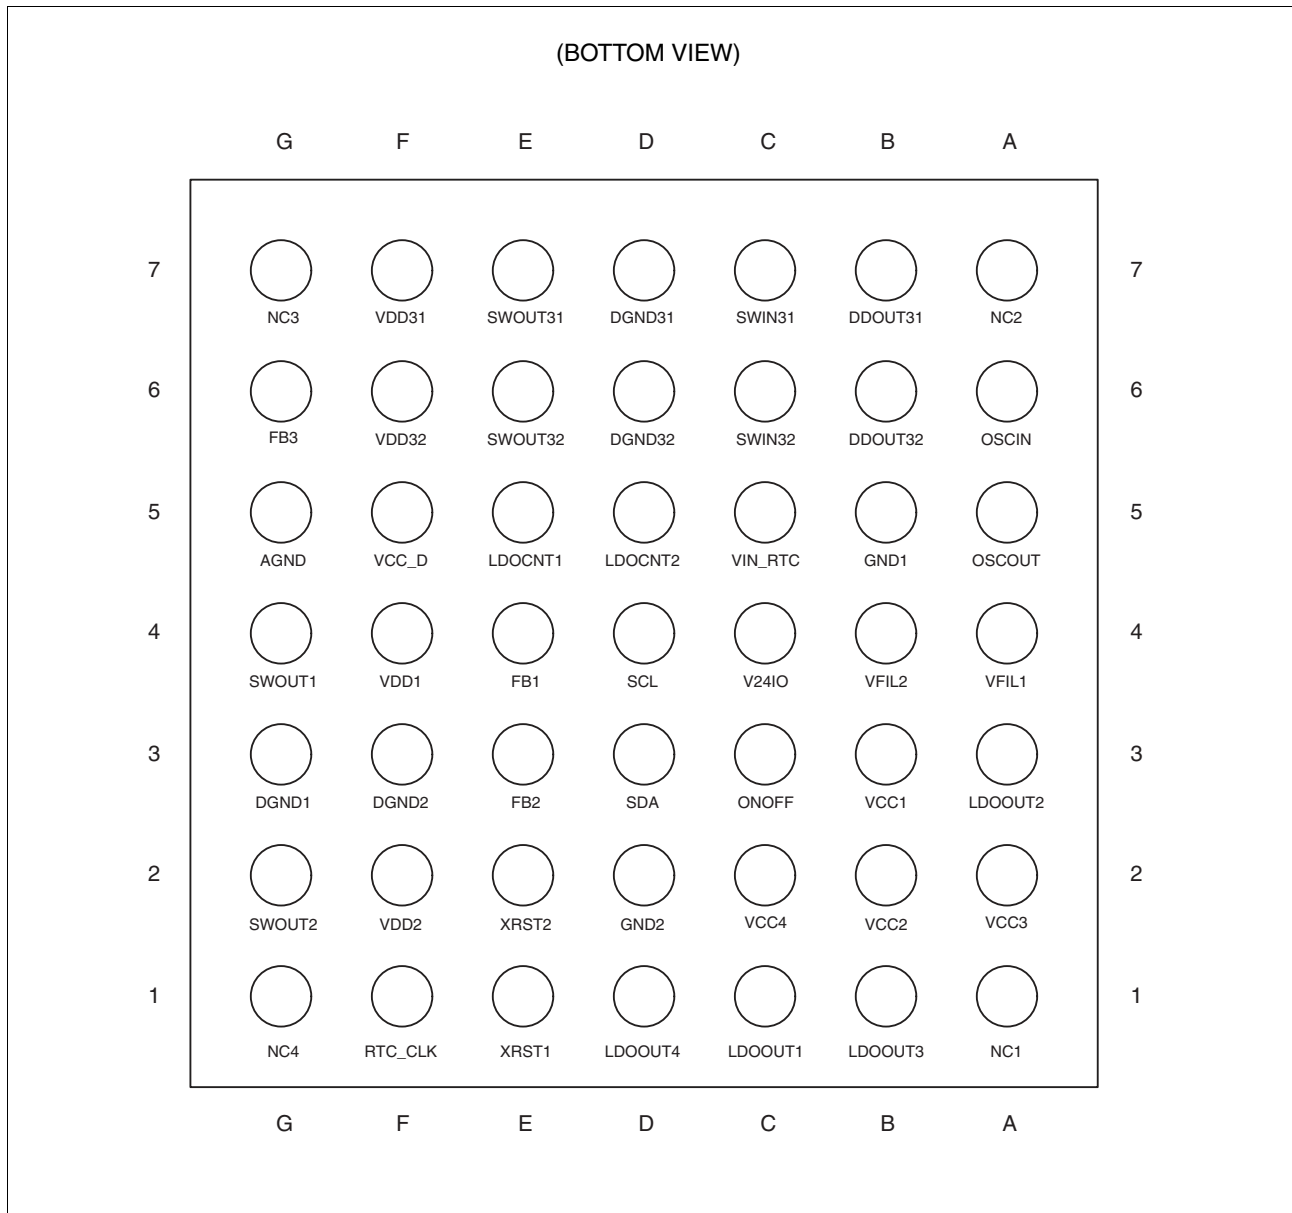 (BOTTOM VIEW)
G F E D C B A
7 7
NC3 VDD31 SWOUT31 DGND31 SWIN31 DDOUT31 NC2
6 6
FB3 VDD32 SWOUT32 DGND32 SWIN32 DDOUT32 OSCIN
5 5
AGND VCC_D LDOCNT1 LDOCNT2 VIN_RTC GND1 OSCOUT
4 4
SWOUT1 VDD1 FB1 SCL V24IO VFIL2 VFIL1
3 3
DGND1 DGND2 FB2 SDA ONOFF VCC1 LDOOUT2
2 2
SWOUT2 VDD2 XRST2 GND2 VCC4 VCC2 VCC3
1 1
NC4 RTC_CLK XRST1 LDOOUT4 LDOOUT1 LDOOUT3 NC1
G F E D C B A